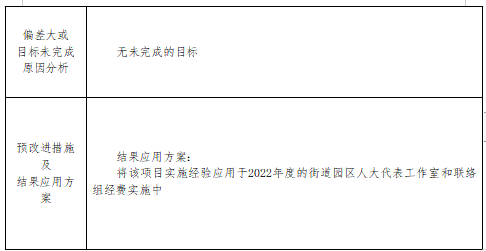 偏差大或
目标未完成
原因分析
无未完成的目标
预改进措施
及
结果应用方
案
结果应用方案：
将该项目实施经验应用于2022年度的街道园区人大代表工作室和联络
组经费实施中